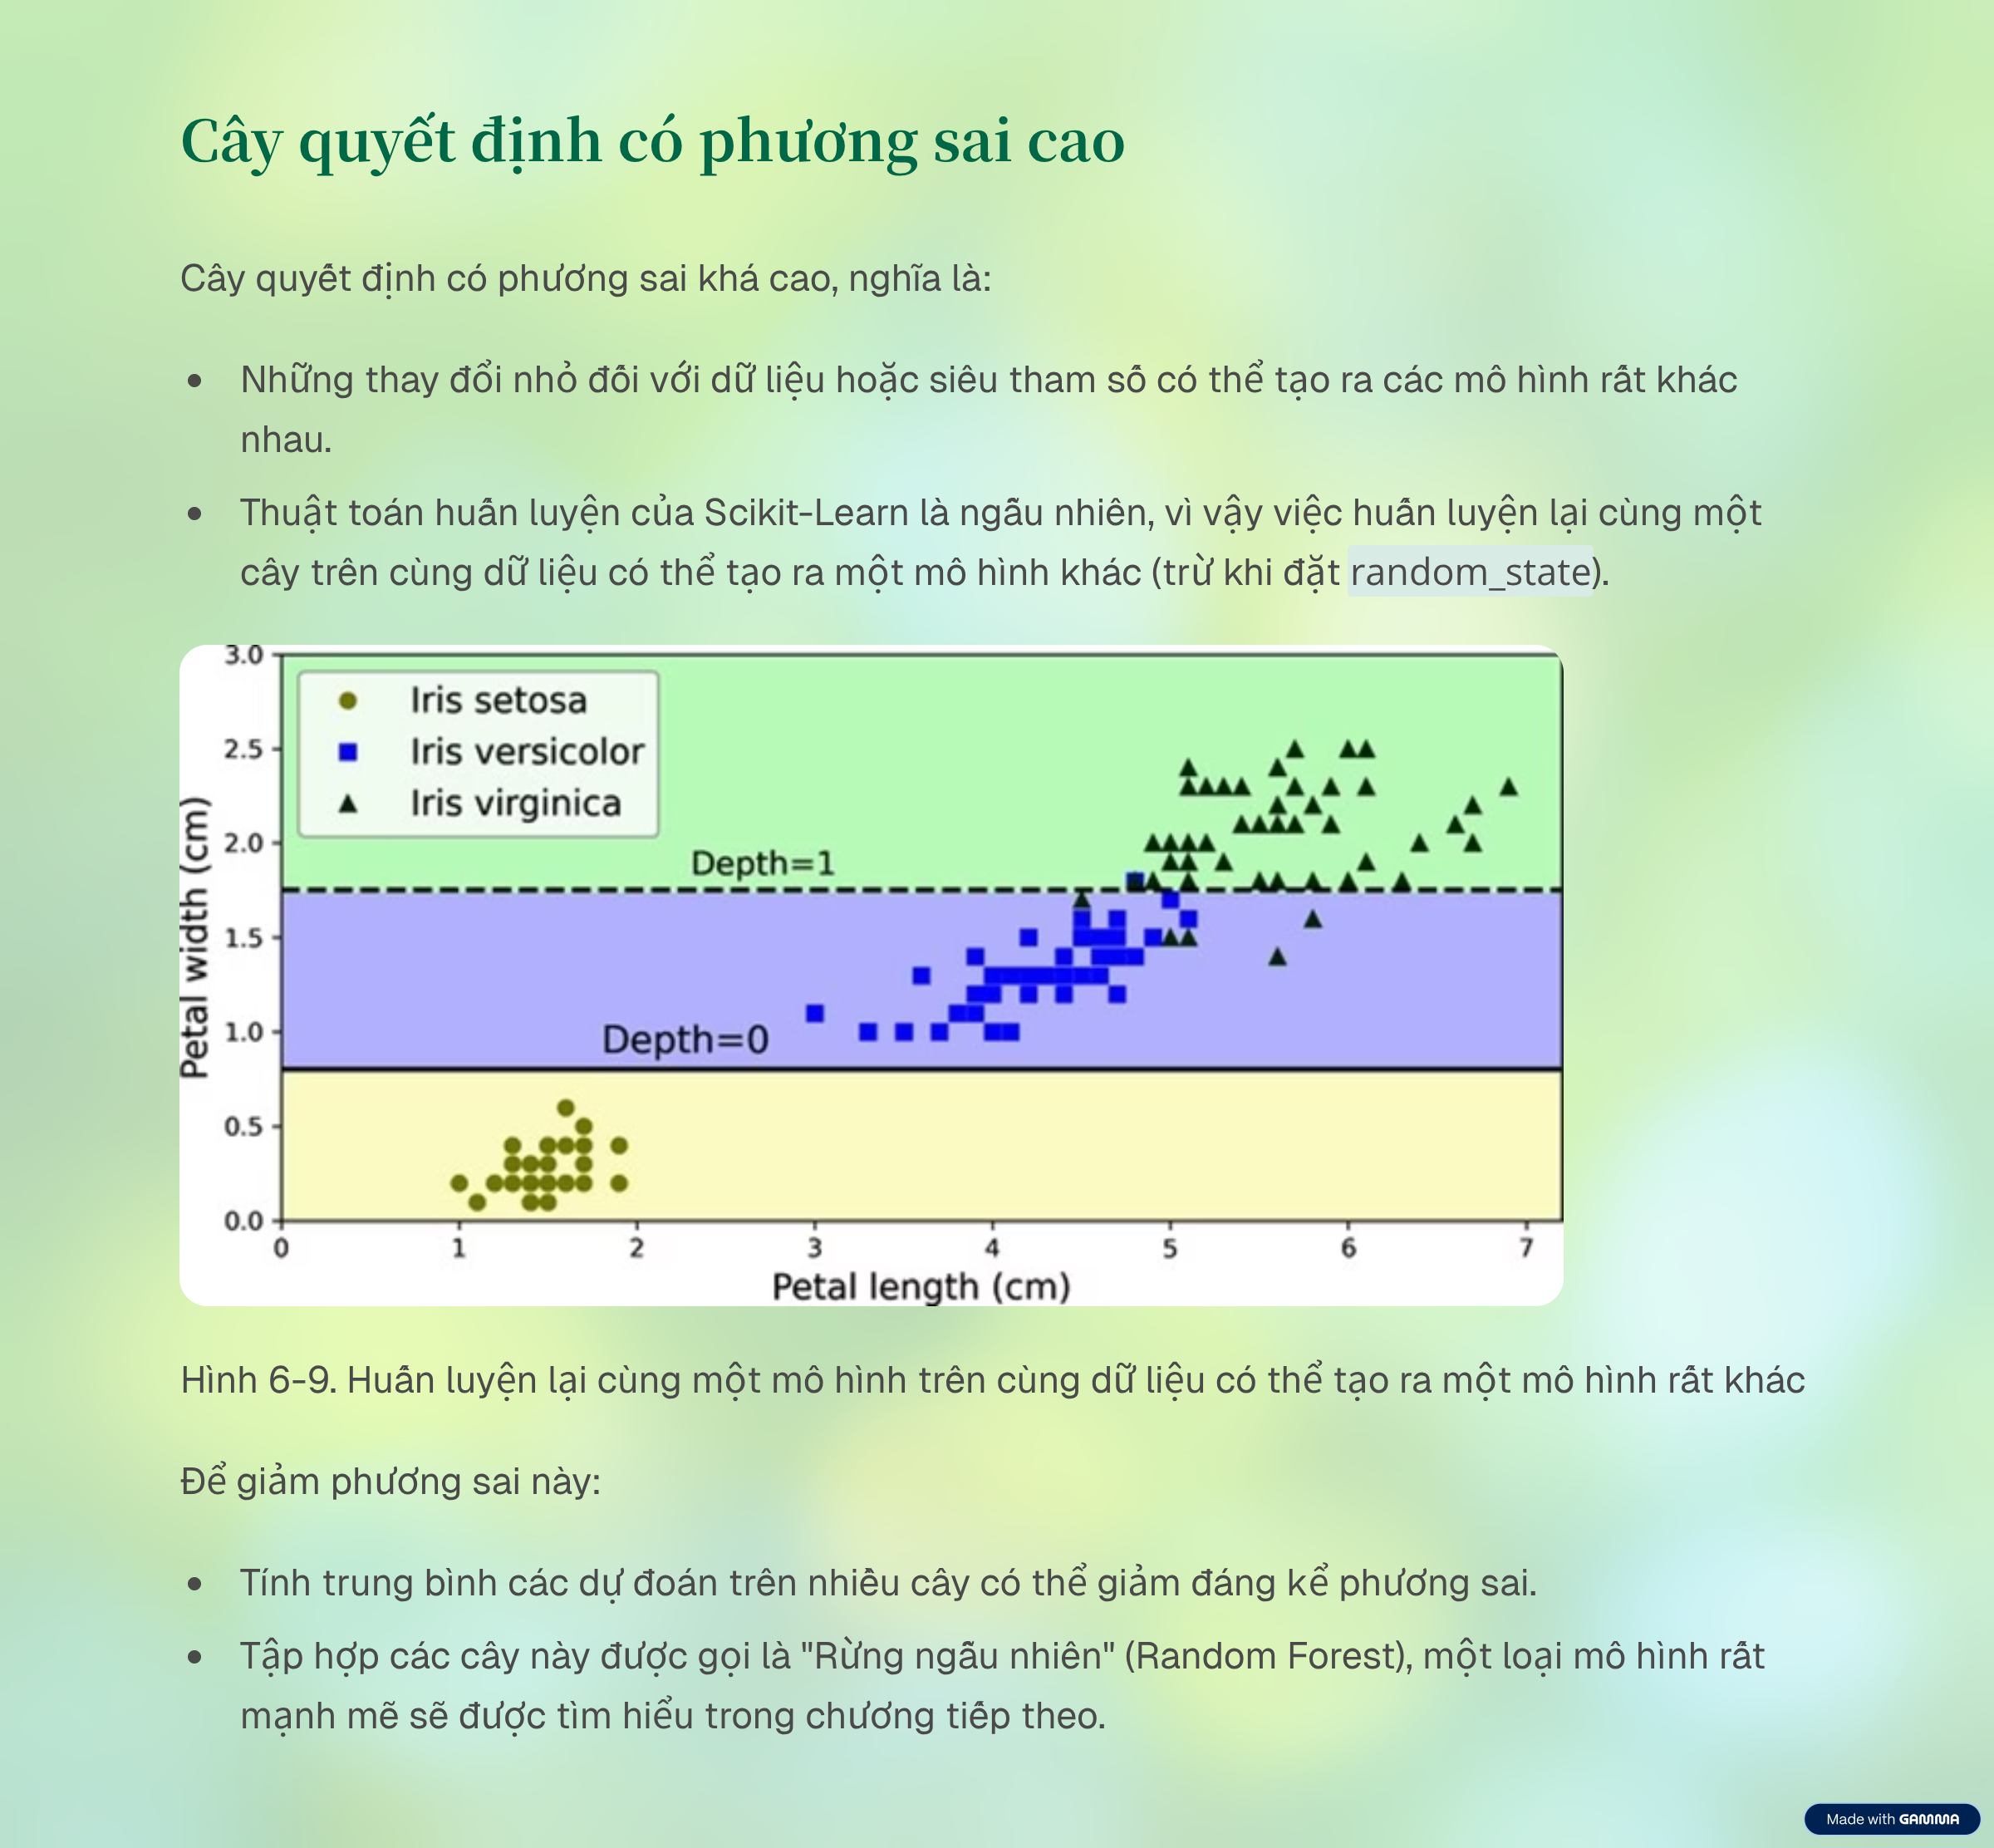 Cây quyết định có phương sai cao
Cây quyết định có phương sai khá cao, nghĩa là:
Những thay đổi nhỏ đối với dữ liệu hoặc siêu tham số có thể tạo ra các mô hình rất khác
nhau.
Thuật toán huấn luyện của Scikit-Learn là ngẫu nhiên, vì vậy việc huấn luyện lại cùng một
cây trên cùng dữ liệu có thể tạo ra một mô hình khác (trừ khi đặt random_state).
3.0
Iris setosa
2.5
Iris versicolor
Iris virginica
Petal width (cm)
2.0
Depth=1
1.5
1.0
Depth=0
0.5
0.0
0 1 2 3 4 5 6 7
Petal length (cm)
Hình 6-9. Huấn luyện lại cùng một mô hình trên cùng dữ liệu có thể tạo ra một mô hình rất khác
Để giảm phương sai này:
Tính trung bình các dự đoán trên nhiều cây có thể giảm đáng kể phương sai.
Tập hợp các cây này được gọi là "Rừng ngẫu nhiên" (Random Forest), một loại mô hình rất
mạnh mẽ sẽ được tìm hiểu trong chương tiếp theo.
Made with GAMMA